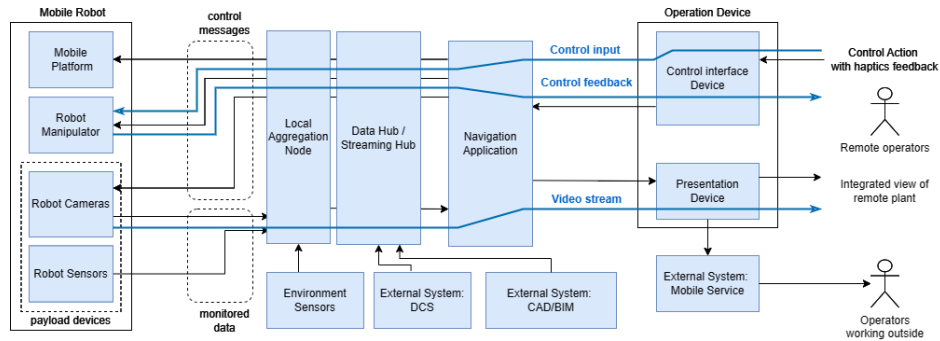 Mobile Robot
control
messages
Operation Device
Mobile
Platform
Robot
Manipulator
Robot Cameras
Robot Sensors
payload devices
monitored
data
Local
Aggregation
Node
Data Hub /
Streaming Hub
Navigation
Application
Control input
Control feedback
Video stream
Control interface
Device
Presentation
Device
Control Action
with haptics feedback
Remote operators
Integrated view of
remote plant
Environment
Sensors
External System:
DCS
External System:
CAD/BIM
External System:
Mobile Service
Operators
working outside